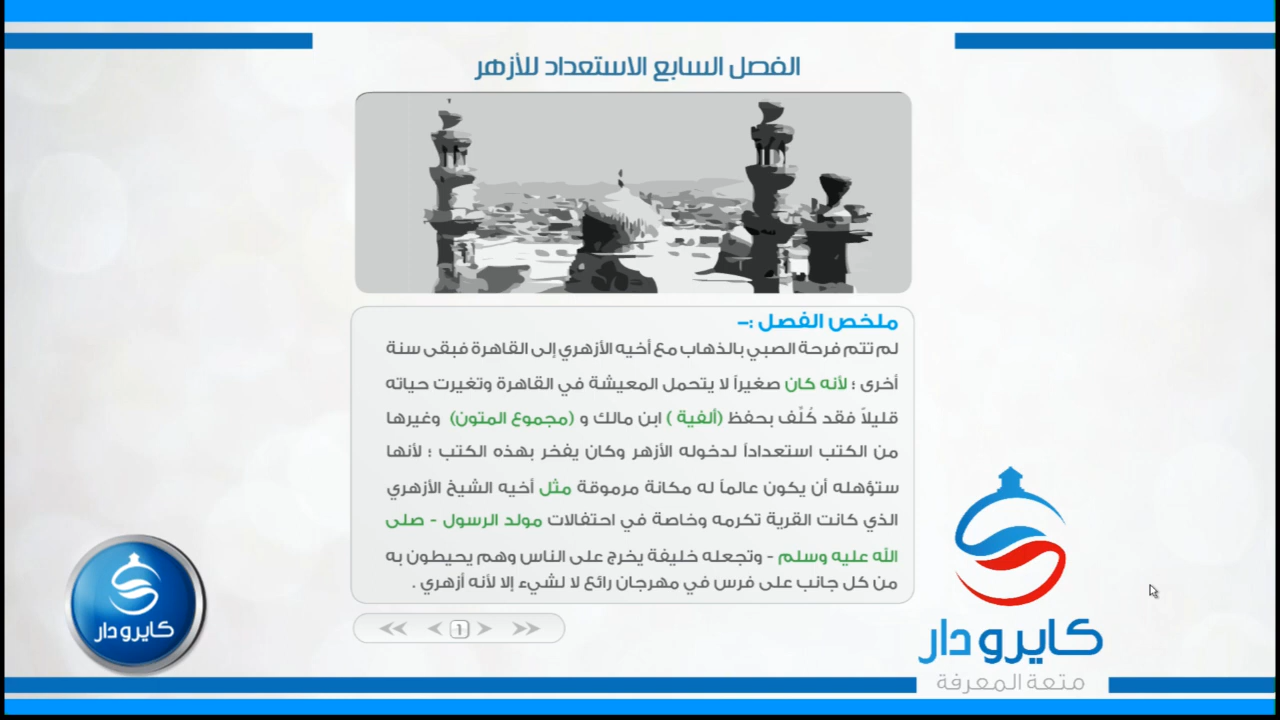 الفصل السابع الاستعداد للأزهر
ملخص الفصل :-
لم تتم فرحة الصبي بالذهاب مع أخيه الأزهري إلى القاهرة فبقى سنة
أخرى ؛ لأنه كان صغيراً لا يتحمل المعيشة في القاهرة وتغيرت حياته
قليلاً فقد كُلِّف بحفظ (ألفية ) ابن مالك و (مجموع المتون) وغيرها
من الكتب استعداداً لدخوله الأزهر وكان يفخر بهذه الكتب ؛ لأنها
ستؤهله أن يكون عالماً له مكانة مرموقة مثل أخيه الشيخ الأزهري
الذي كانت القرية تكرمه وخاصة في احتفالات مولد الرسول - صلى
الله عليه وسلم - وتجعله خليفة يخرج على الناس وهم يحيطون به
من كل جانب على فرس في مهرجان رائع لا لشيء إلا لأنه أزهري .
١
كايرو دار
كايرو دار
متعة المعرفة